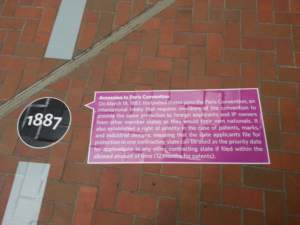 1887
Accession to Paris Convention
On March 18, 1887, the United States joins the Paris Convention, an
international treaty that requires members of the convention to
provide the same protection to foreign applicants and IP owners
from other member states as they would their own nationals. It
also established a right of priority in the case of patents, marks,
and industrial designs, meaning that the date applicants file for
protection in one contracting state can be used as the priority date
for applications in any other contracting state if filed within the
allowed amount of time (12 months for patents).